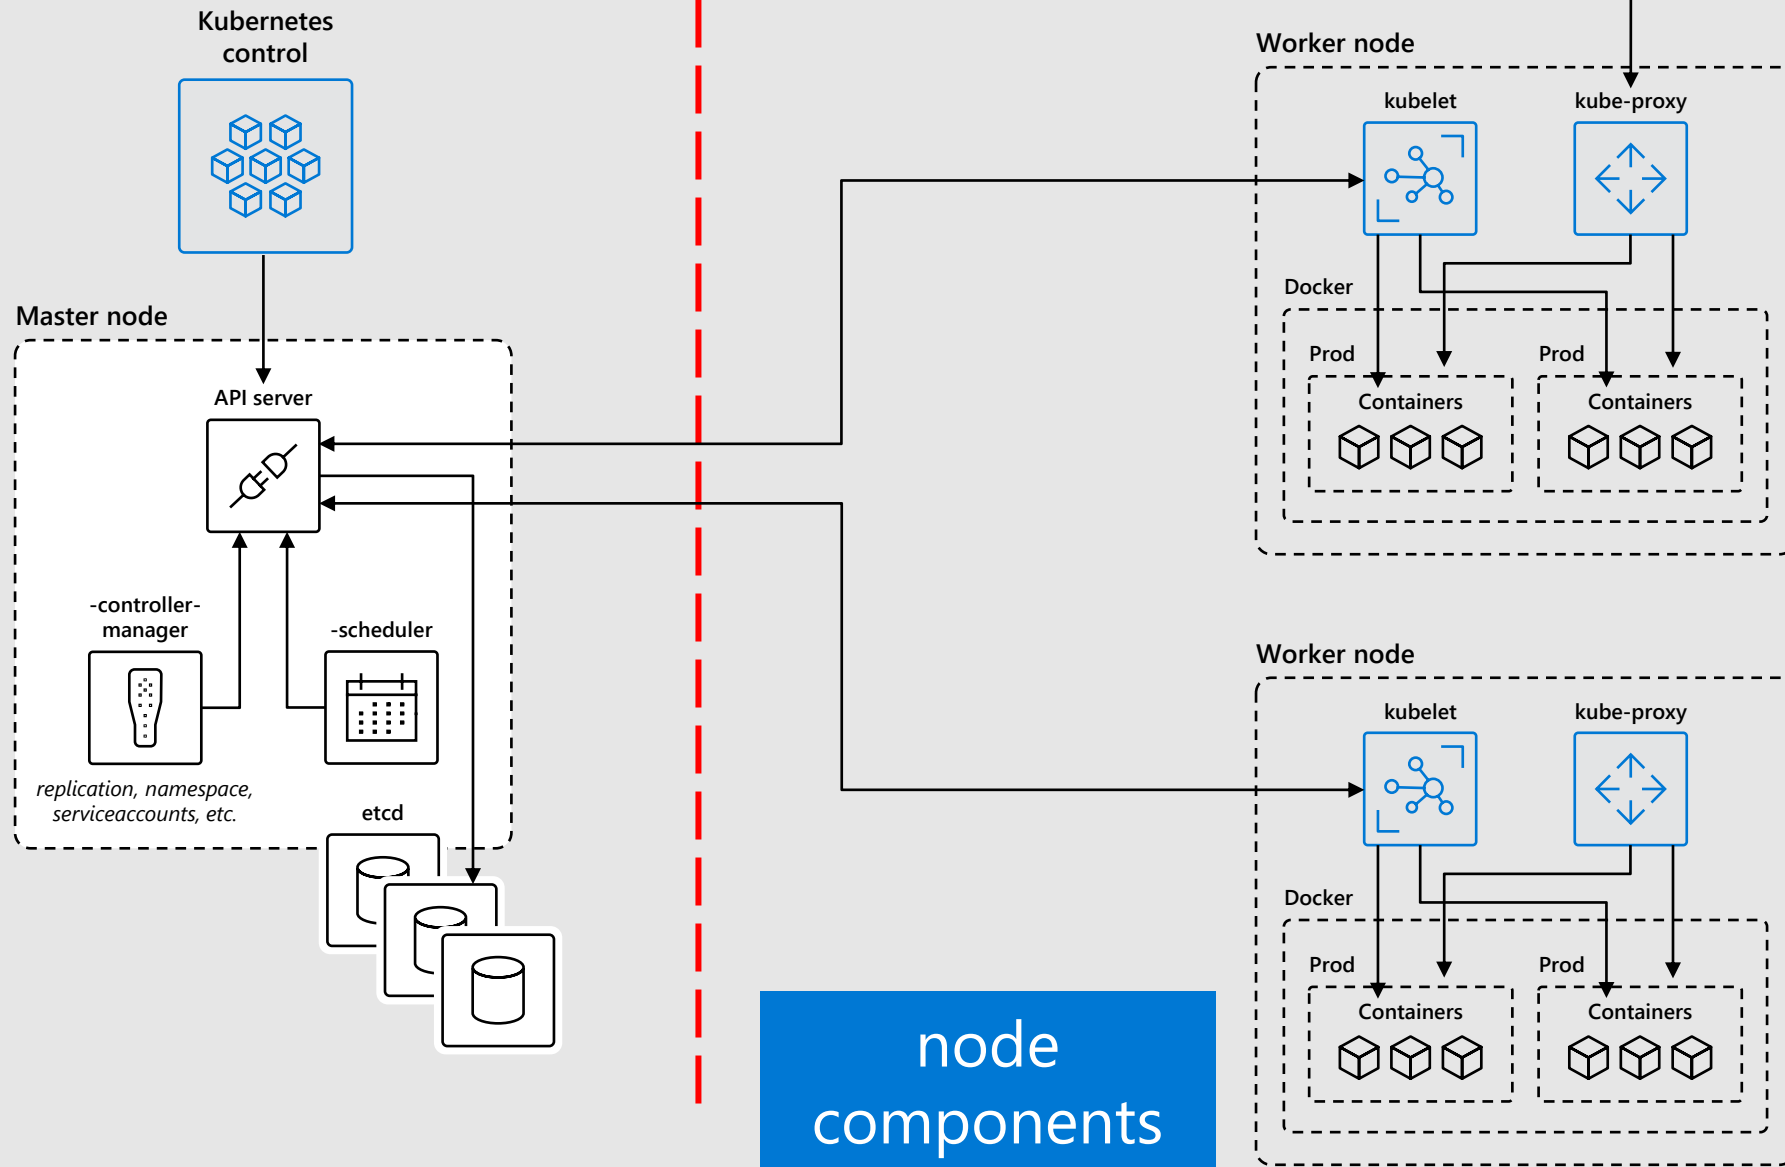 Kubernetes
control
Master node
API server
-controller-
manager
-scheduler
replication, namespace,
serviceaccounts, etc.
etcd
Worker node
kubelet
kube-proxy
Docker
Prod
Prod
Containers
Containers
Worker node
kubelet
kube-proxy
Docker
Prod
Prod
Containers
Containers
node
components